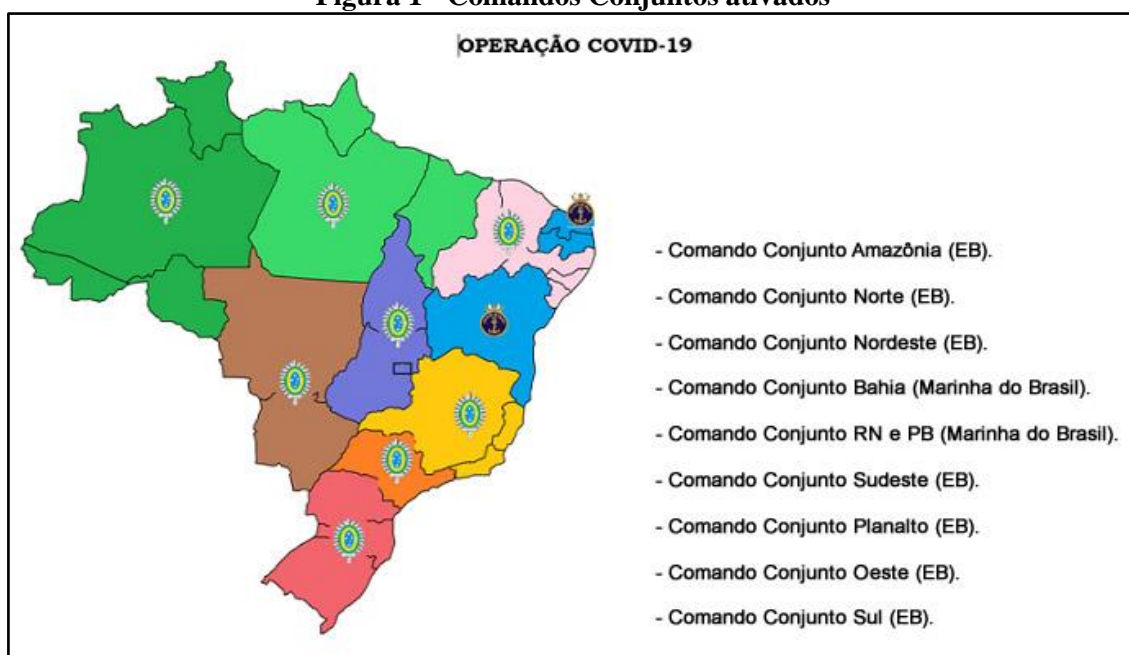 Figura 1 - Comandos Conjuntos ativados
OPERAÇÃO COVID-19
- Comando Conjunto Amazônia (EB).
- Comando Conjunto Norte (EB).
- Comando Conjunto Nordeste (EB).
- Comando Conjunto Bahia (Marinha do Brasil).
- Comando Conjunto RN e PB (Marinha do Brasil).
- Comando Conjunto Sudeste (EB).
- Comando Conjunto Planalto (EB).
- Comando Conjunto Oeste (EB).
- Comando Conjunto Sul (EB).